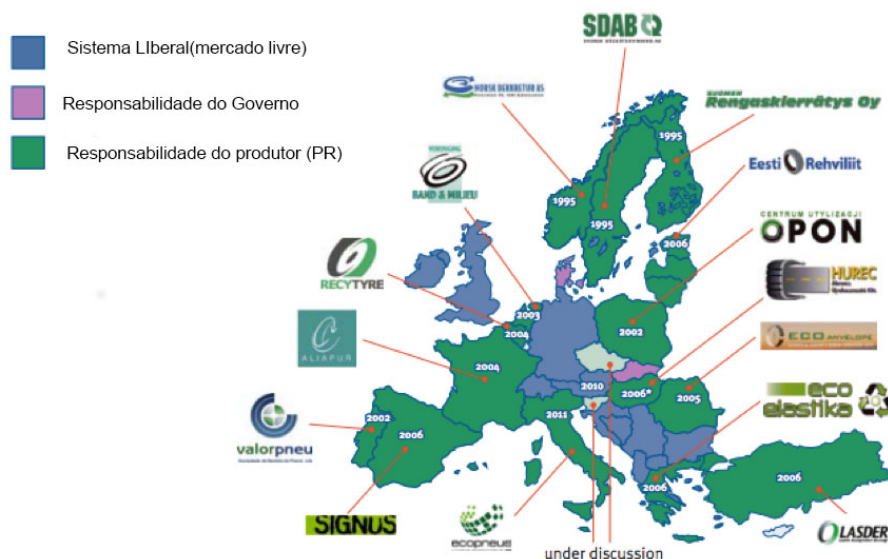 Sistema LIberal(mercado livre)
Responsabilidade do Governo
Responsabilidade do produtor (PR)
SDAB
NORSK DEKKRETUR AS
SUOMEN
Rengaskierrätys Oy
1995
VERENIGING
BAND & MILIEU
Eesti Rehviliit
1995
1995
2006
CENTRUM UTYLIZACJI
OPON
RECYTYRE
HUREC
2003
2004
2002
ALIAPUR
ECO ANVELOPE
2004
2010
2006*
2005
eco
elastika
2002
2011
valorpneu
2006
2006
2006
SIGNUS
ecopneus
LASDER
under discussion